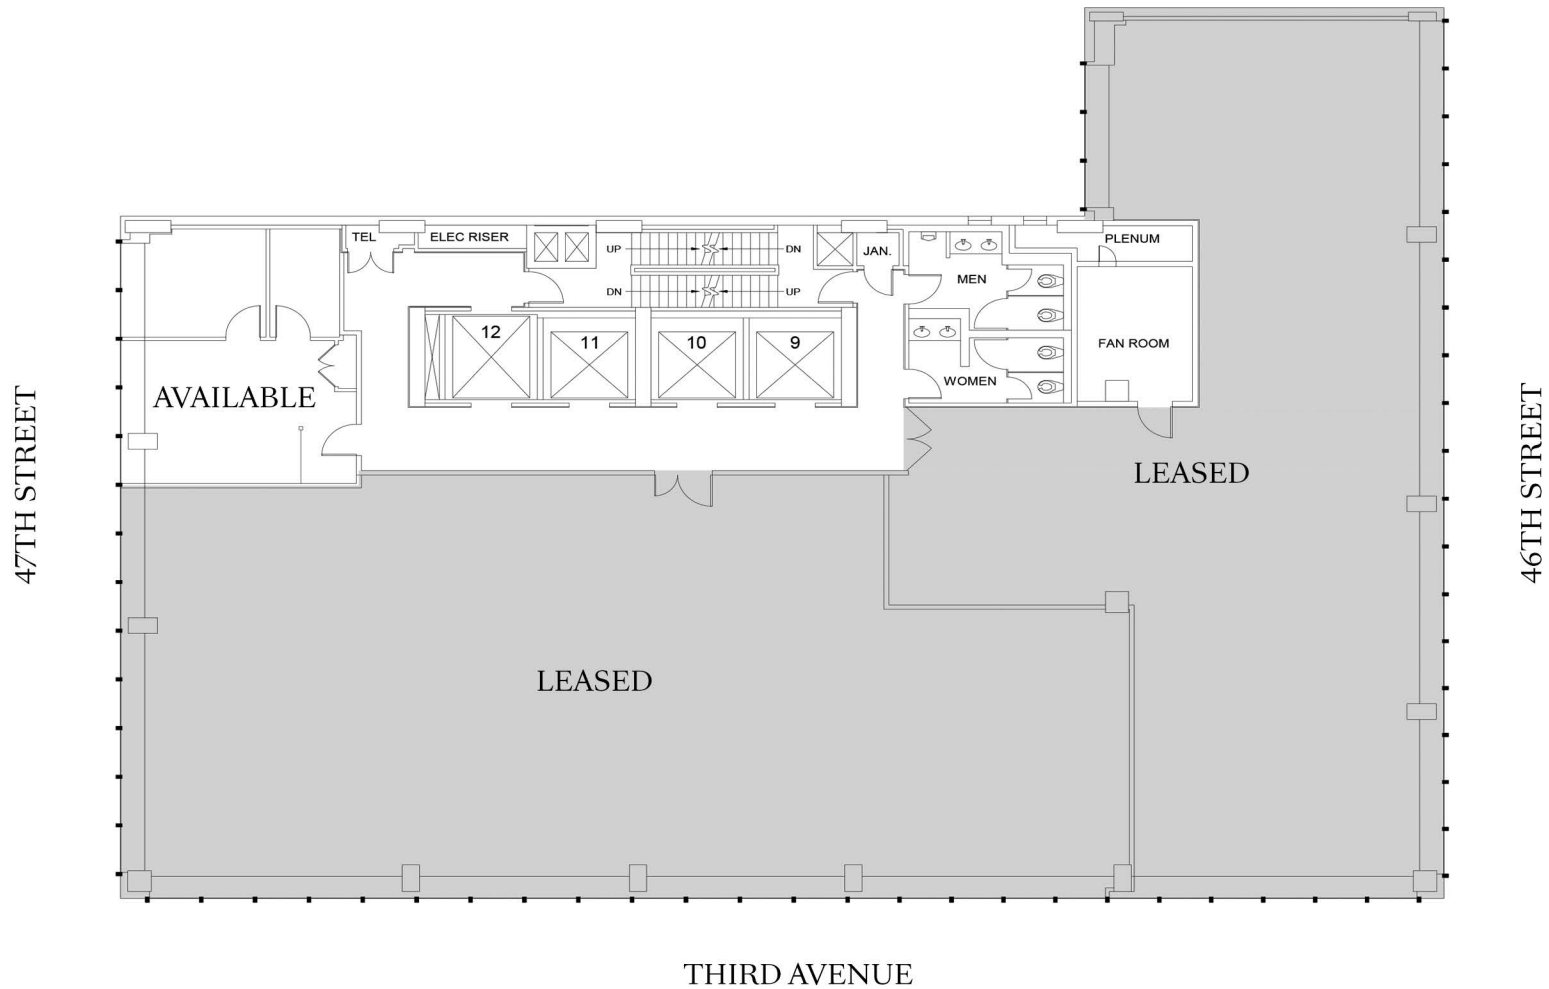 TEL
ELEC RISER
UP
DN
JAN.
PLENUM
MEN
DN
UP
12
11
10
9
FAN ROOM
WOMEN
AVAILABLE
47TH STREET
46TH STREET
LEASED
LEASED
THIRD AVENUE